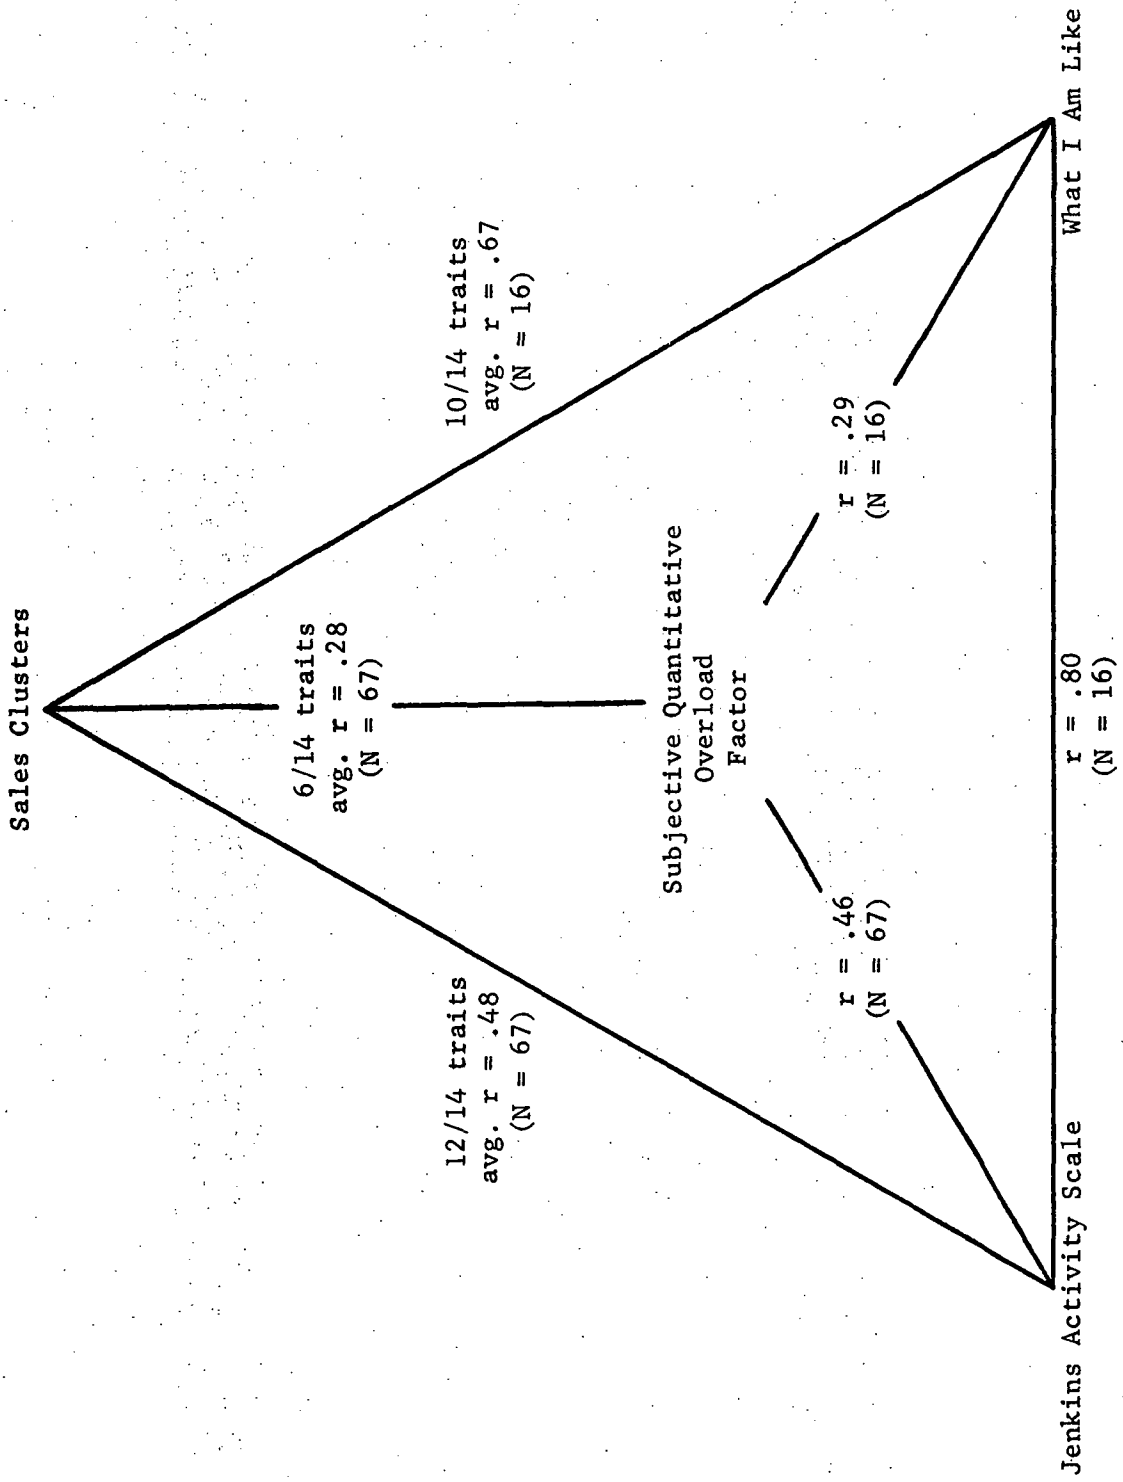 Sales Clusters
6/14 traits
avg. r = .28
(N = 67)
12/14 traits
avg. r = .48
(N = 67)
10/14 traits
avg. r = .67
(N = 16)
Subjective Quantitative
Overload
Factor
r = .46
(N = 67)
r = .29
(N = 16)
Jenkins Activity Scale
What I Am Like
r = .80
(N = 16)